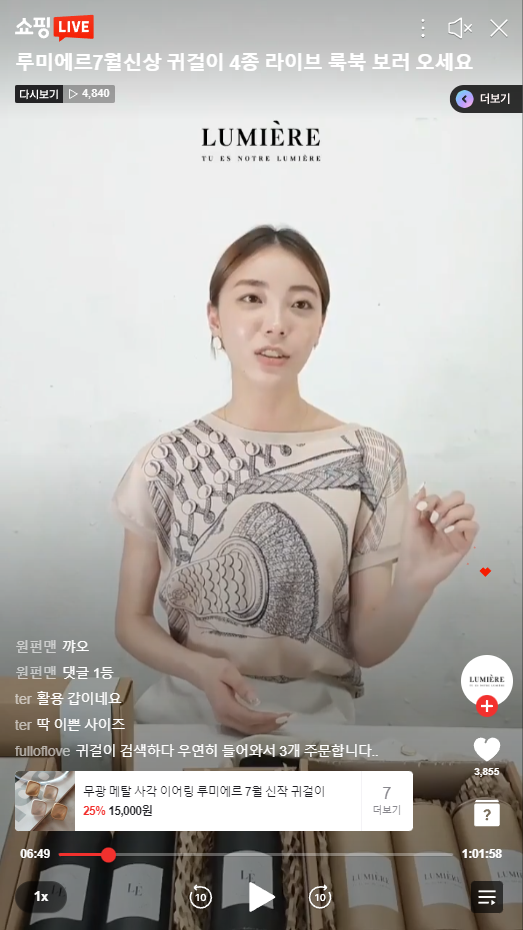 쇼핑 LIVE
루미에르7월신상 귀걸이 4종 라이브 룩북 보러 오세요
다시보기 ▷ 4,840
더보기
LUMIÈRE
TU ES NOTRE LUMIÈRE
원펀맨 꺄오
원펀맨 댓글 1등
ter 활용 갑이네요
ter 딱 이쁜 사이즈
fulloflove 귀걸이 검색하다 우연히 들어와서 3개 주문합니다..
LUMIÈRE
3,855
무광 메탈 사각 이어링 루미에르 7월 신작 귀걸이
25% 15,000원
7
더보기
?
06:49
1:01:58
1x
10
10
LE
LE
LE
LUMIÈRE
LUMIÈRE
LUMIÈRE